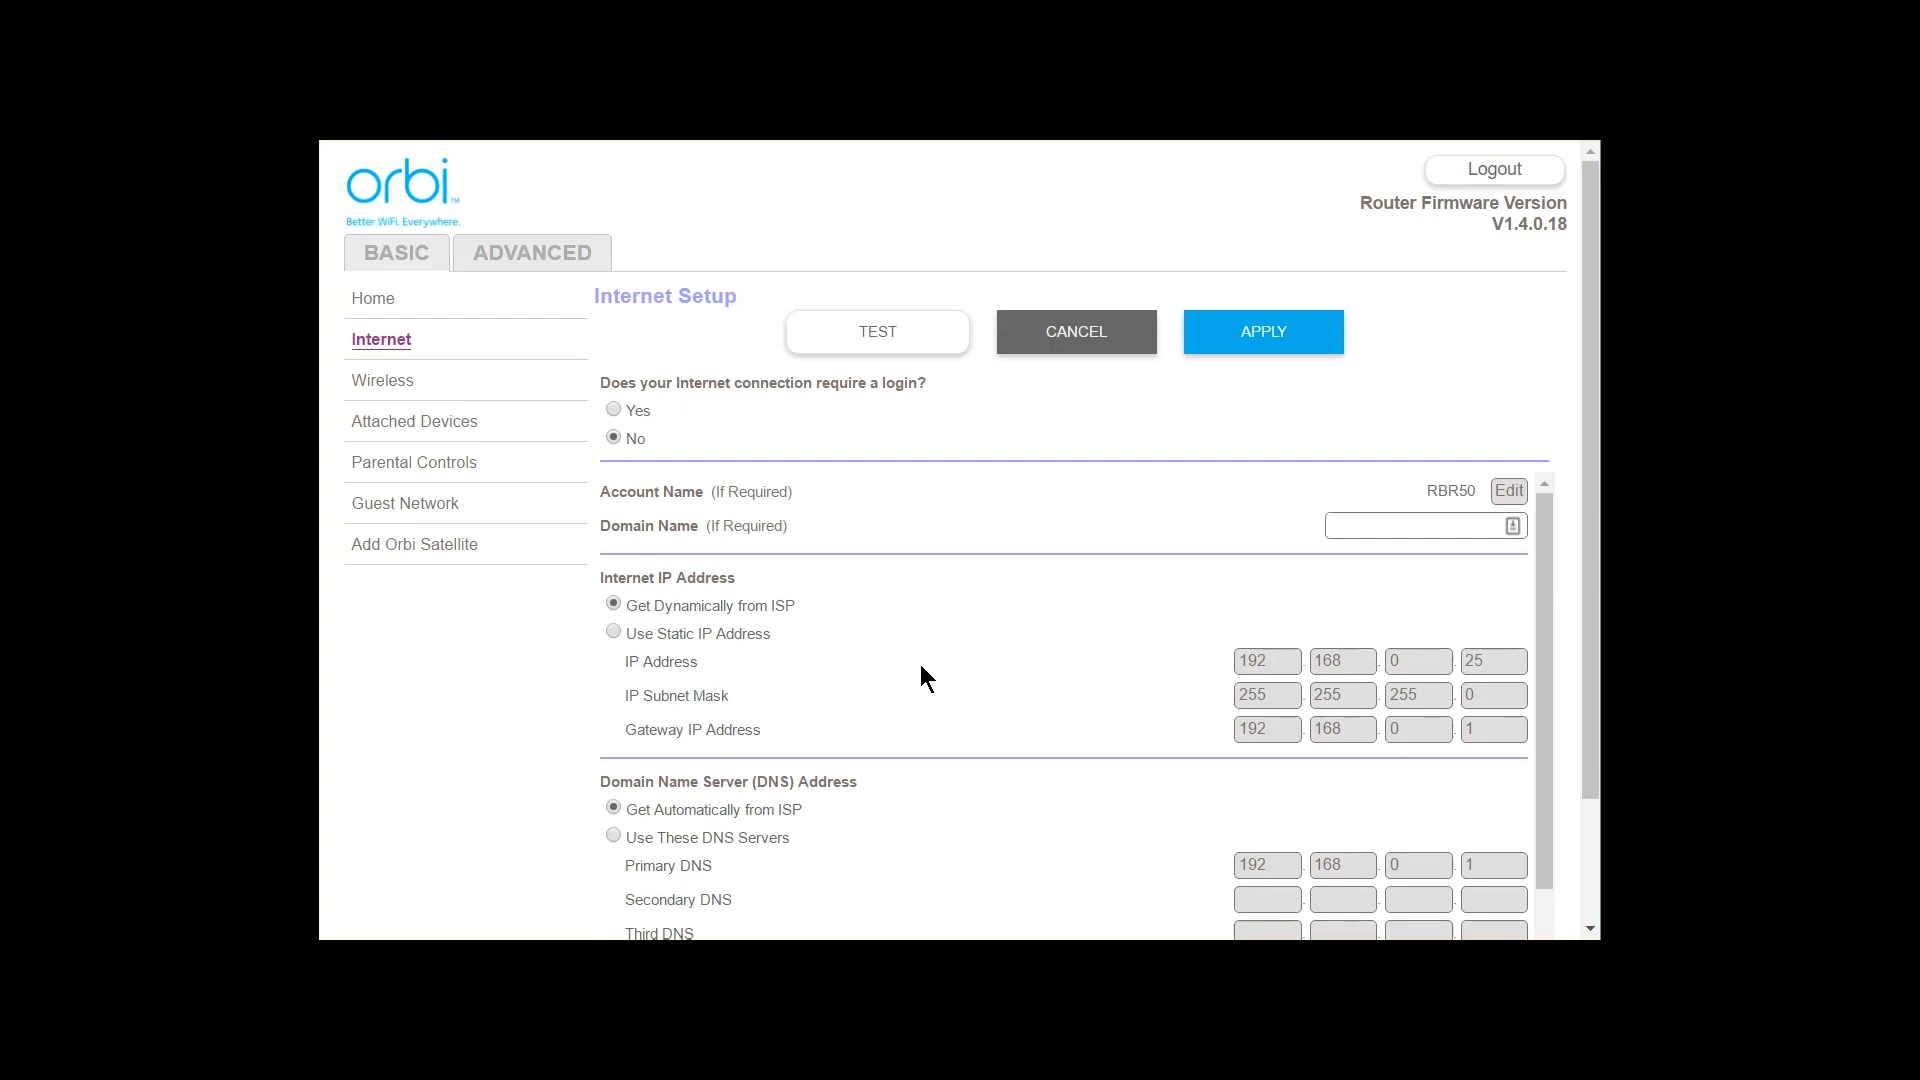 orbi™
Better WiFi. Everywhere.
Logout
Router Firmware Version
V1.4.0.18
BASIC
ADVANCED
Home
Internet
Wireless
Attached Devices
Parental Controls
Guest Network
Add Orbi Satellite
Internet Setup
TEST
CANCEL
APPLY
Does your Internet connection require a login?
Yes
No
Account Name (If Required) RBR50 Edit
Domain Name (If Required)
Internet IP Address
Get Dynamically from ISP
Use Static IP Address
IP Address 192 . 168 . 0 . 25
IP Subnet Mask 255 . 255 . 255 . 0
Gateway IP Address 192 . 168 . 0 . 1
Domain Name Server (DNS) Address
Get Automatically from ISP
Use These DNS Servers
Primary DNS 192 . 168 . 0 . 1
Secondary DNS . . .
Third DNS . . .